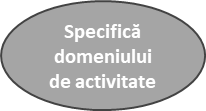 Specifică
domeniului
de activitate